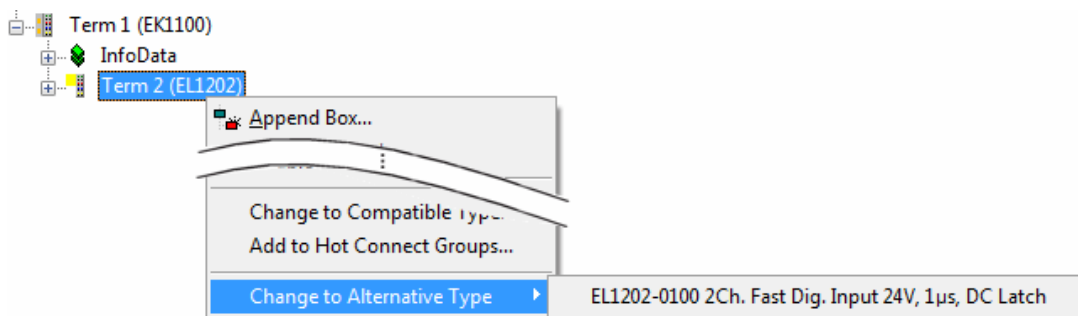 Term 1 (EK1100)
InfoData
Term 2 (EL1202)
Append Box...
Change to Compatible
Add to Hot Connect Groups...
Change to Alternative Type
EL1202-0100 2Ch. Fast Dig. Input 24V, 1µs, DC Latch